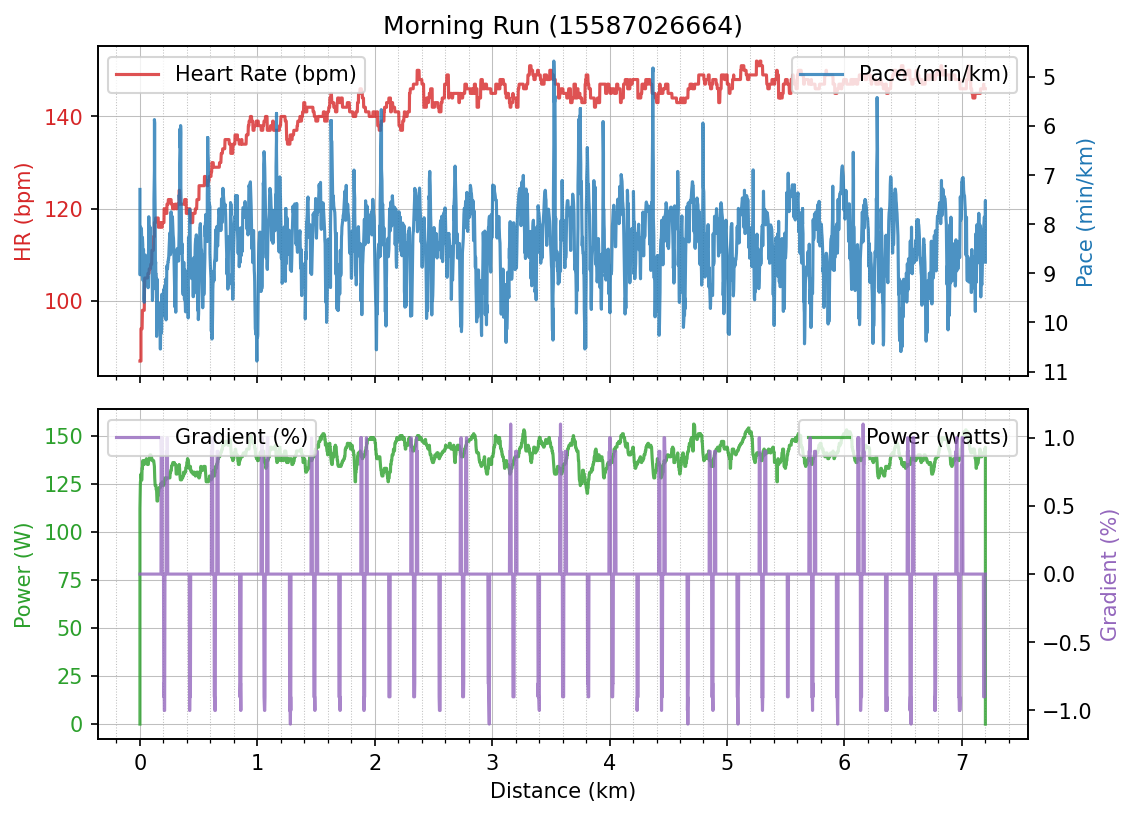 Morning Run (15587026664)
Heart Rate (bpm)
Pace (min/km)
HR (bpm)
140
120
100
Pace (min/km)
5
6
7
8
9
10
11
Gradient (%)
Power (watts)
Power (W)
150
125
100
75
50
25
0
Gradient (%)
1.0
0.5
0.0
−0.5
−1.0
0 1 2 3 4 5 6 7
Distance (km)